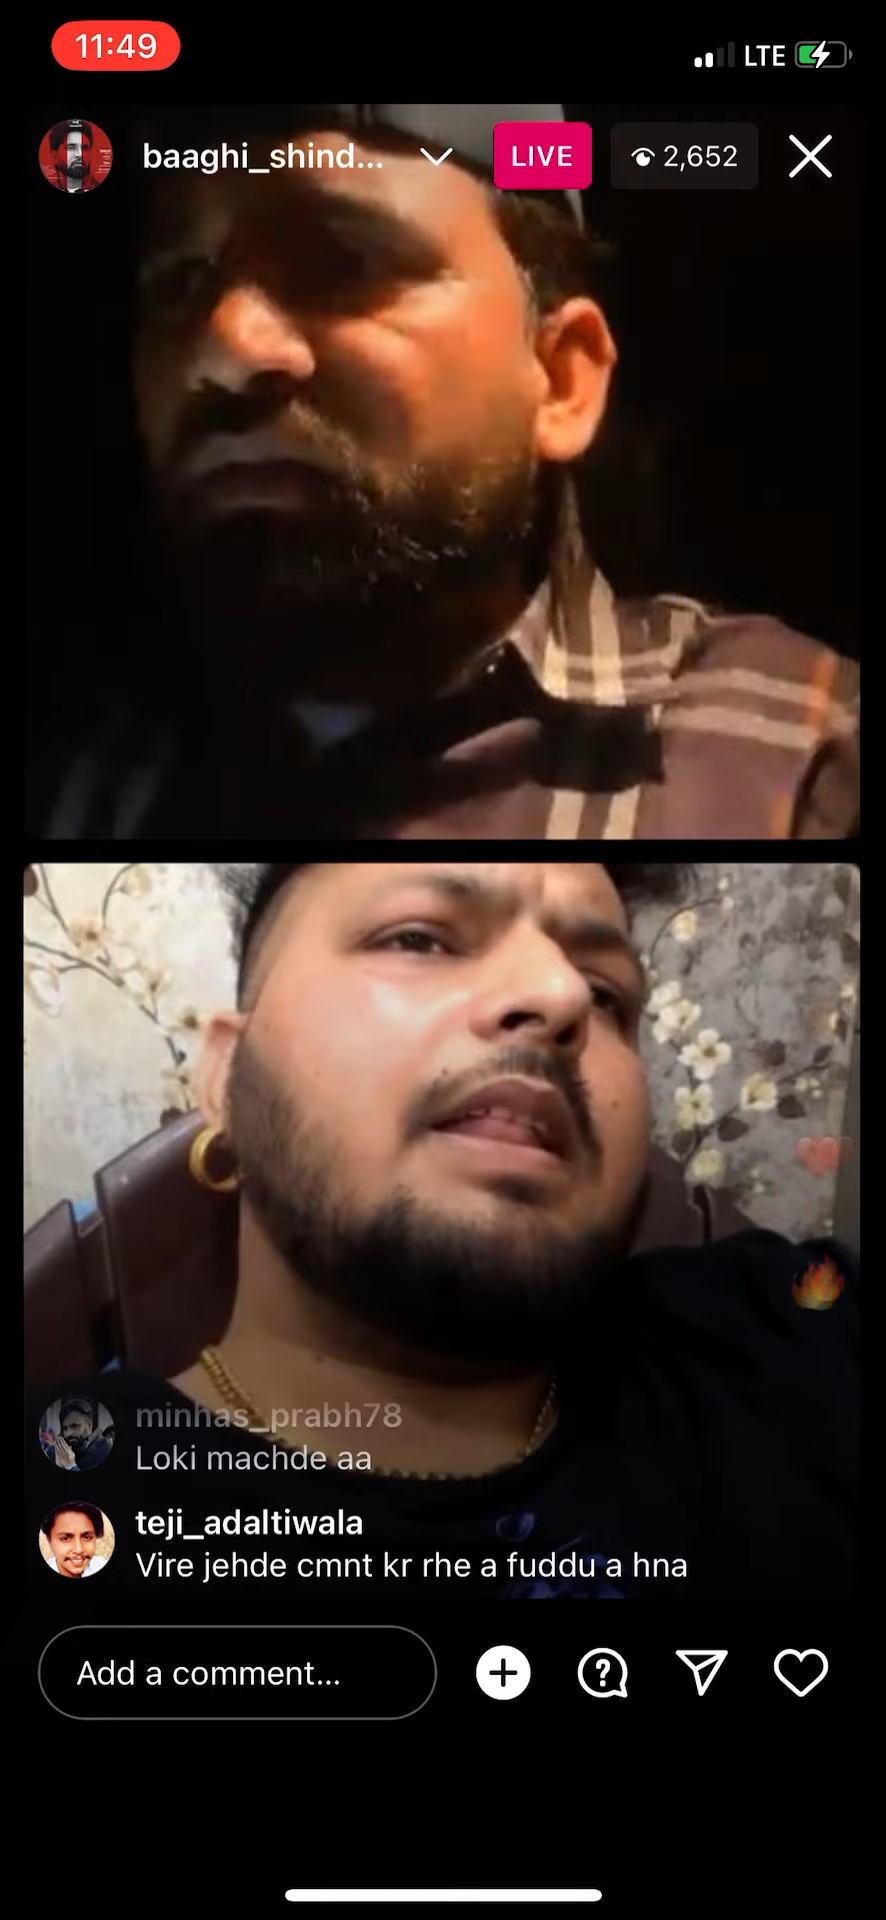 11:49
LTE
baaghi_shind...
LIVE
2,652
minhas_prabh78
Loki machde aa
teji_adaltiwala
Vire jehde cmnt kr rhe a fuddu a hna
Add a comment...